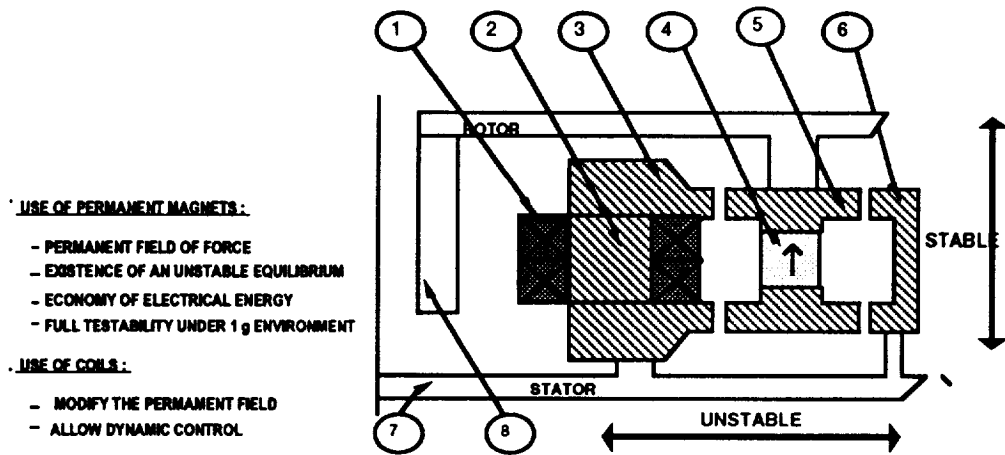 1 2 3 4 5 6
ROTOR
USE OF PERMANENT MAGNETS :
– PERMANENT FIELD OF FORCE
– EXISTENCE OF AN UNSTABLE EQUILIBRIUM
– ECONOMY OF ELECTRICAL ENERGY
– FULL TESTABILITY UNDER 1 g ENVIRONMENT
. USE OF COILS :
– MODIFY THE PERMAMENT FIELD
– ALLOW DYNAMIC CONTROL
STABLE
STATOR
UNSTABLE
7 8